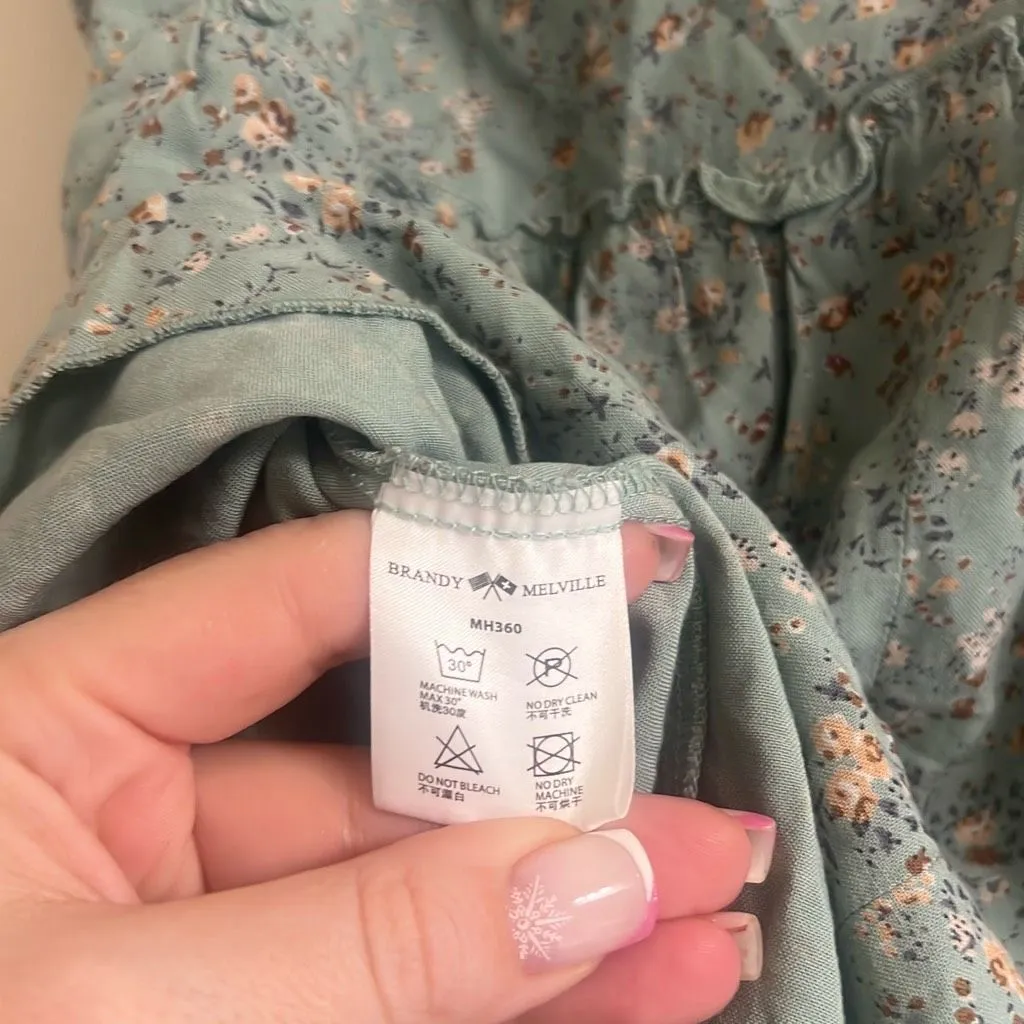 BRANDY MELVILLE
MH360
30°
P
MACHINE WASH
MAX 30°
机洗30度
NO DRY CLEAN
不可干洗
DO NOT BLEACH
不可漂白
NO DRY
MACHINE
不可烘干